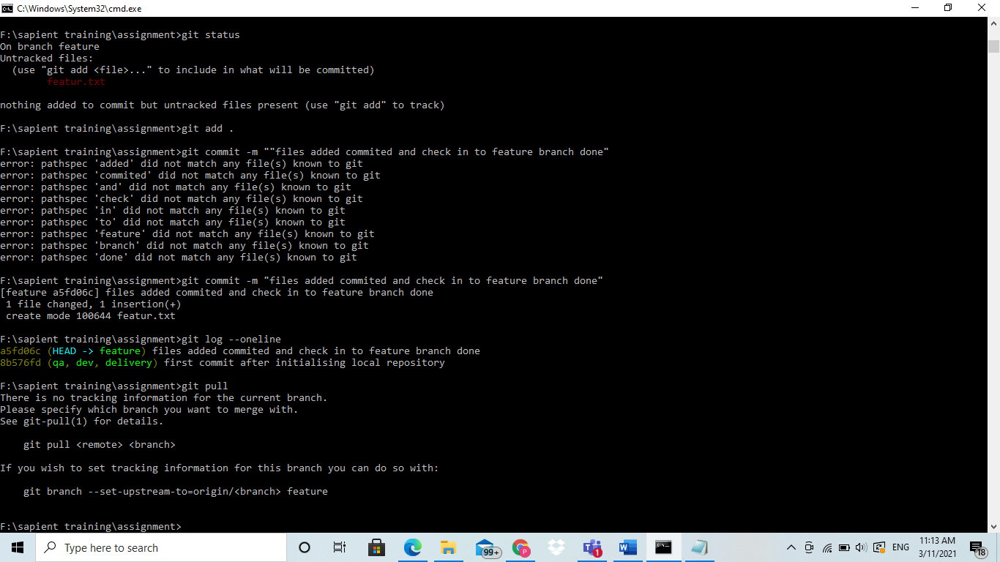 C:\Windows\System32\cmd.exe
F:\sapient training\assignment>git status
On branch feature
Untracked files:
  (use "git add <file>..." to include in what will be committed)
        featur.txt
nothing added to commit but untracked files present (use "git add" to track)
F:\sapient training\assignment>git add .
F:\sapient training\assignment>git commit -m ""files added commited and check in to feature branch done"
error: pathspec 'added' did not match any file(s) known to git
error: pathspec 'commited' did not match any file(s) known to git
error: pathspec 'and' did not match any file(s) known to git
error: pathspec 'check' did not match any file(s) known to git
error: pathspec 'in' did not match any file(s) known to git
error: pathspec 'to' did not match any file(s) known to git
error: pathspec 'feature' did not match any file(s) known to git
error: pathspec 'branch' did not match any file(s) known to git
error: pathspec 'done' did not match any file(s) known to git
F:\sapient training\assignment>git commit -m "files added commited and check in to feature branch done"
[feature a5fd06c] files added commited and check in to feature branch done
 1 file changed, 1 insertion(+)
 create mode 100644 featur.txt
F:\sapient training\assignment>git log --oneline
a5fd06c (HEAD -> feature) files added commited and check in to feature branch done
8b576fd (qa, dev, delivery) first commit after initialising local repository
F:\sapient training\assignment>git pull
There is no tracking information for the current branch.
Please specify which branch you want to merge with.
See git-pull(1) for details.
    git pull <remote> <branch>
If you wish to set tracking information for this branch you can do so with:
    git branch --set-upstream-to=origin/<branch> feature
F:\sapient training\assignment>
Type here to search
99+
P
1
ENG
11:13 AM
3/11/2021
18